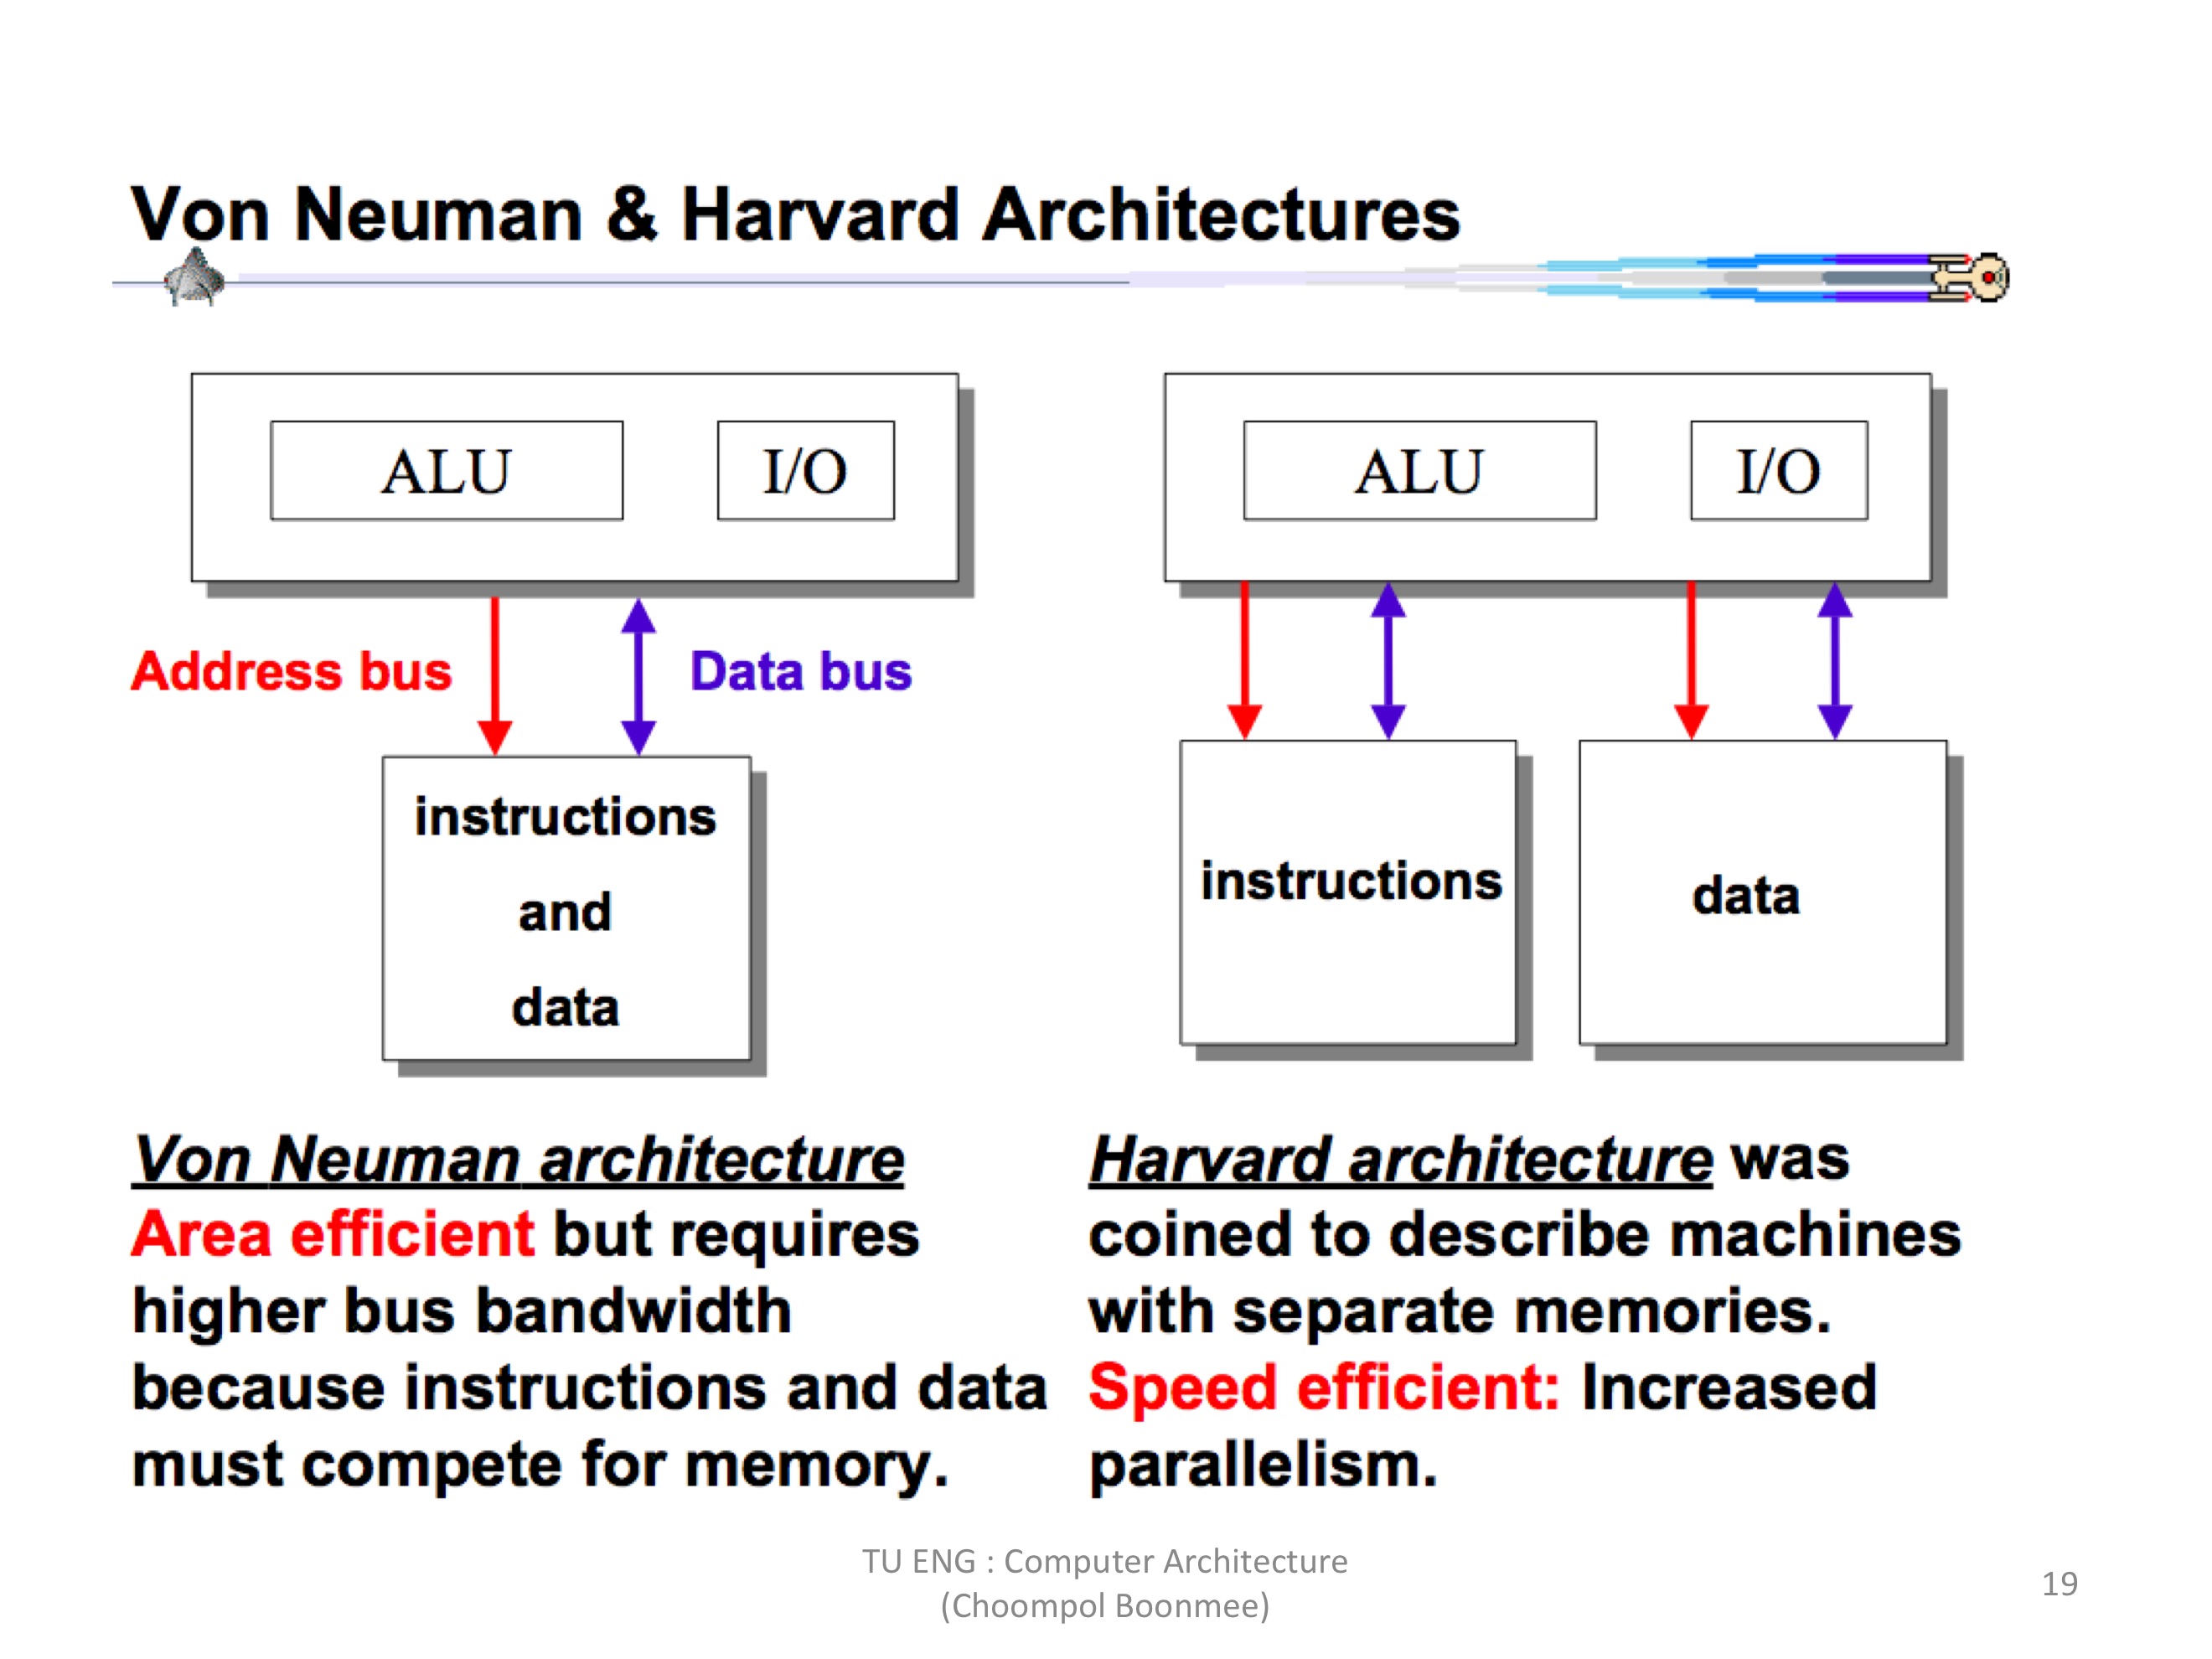 Von Neuman & Harvard Architectures
ALU
I/O
Address bus
Data bus
instructions
and
data
ALU
I/O
instructions
data
Von Neuman architecture
Area efficient but requires
higher bus bandwidth
because instructions and data
must compete for memory.
Harvard architecture was
coined to describe machines
with separate memories.
Speed efficient: Increased
parallelism.
TU ENG : Computer Architecture
(Choompol Boonmee)
19